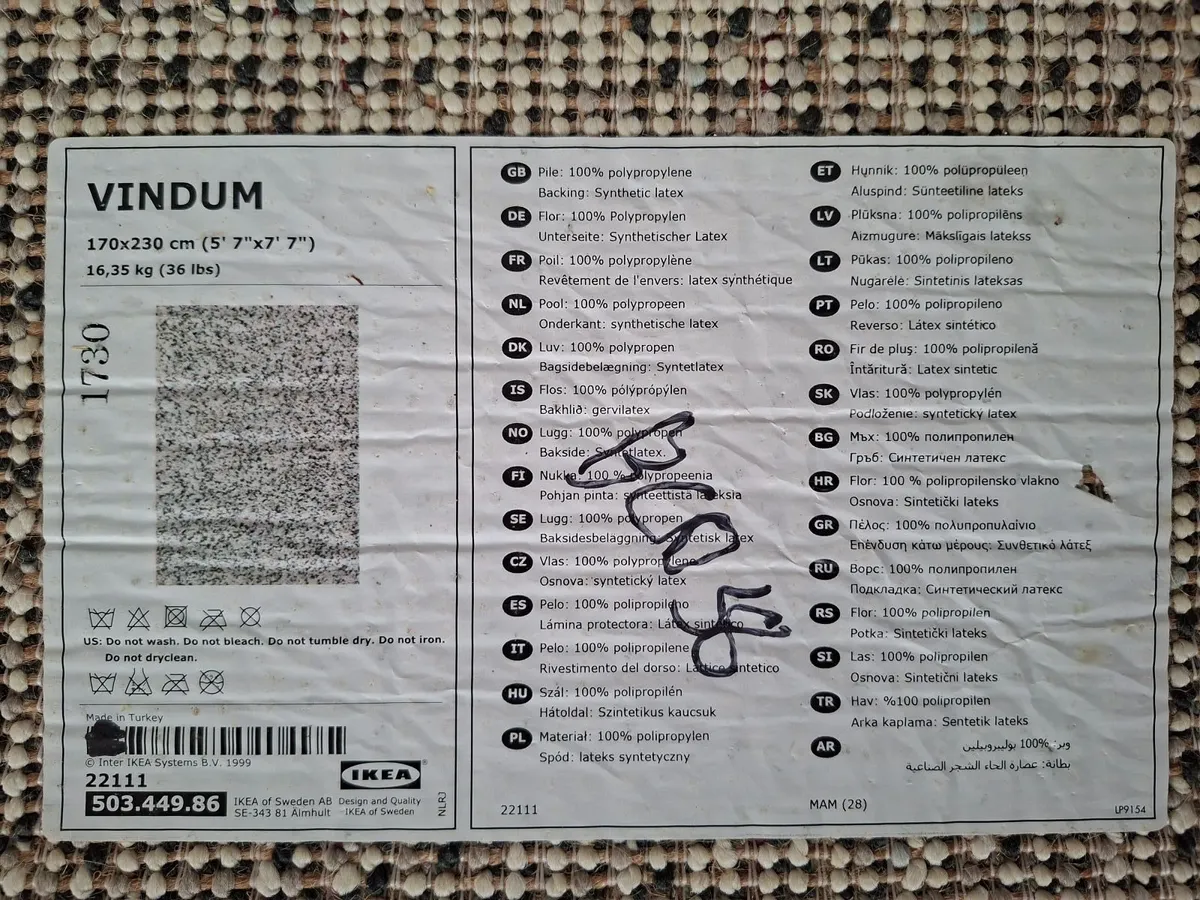 VINDUM
170x230 cm (5' 7"x7' 7")
16,35 kg (36 lbs)
1730
US: Do not wash. Do not bleach. Do not tumble dry. Do not iron.
Do not dryclean.
Made in Turkey
© Inter IKEA Systems B.V. 1999
22111
503.449.86
IKEA of Sweden AB
SE-343 81 Älmhult
Design and Quality
IKEA of Sweden
IKEA
NLRJ
GB Pile: 100% polypropylene
Backing: Synthetic latex
DE Flor: 100% Polypropylen
Unterseite: Synthetischer Latex
FR Poil: 100% polypropylène
Revêtement de l'envers: latex synthétique
NL Pool: 100% polypropeen
Onderkant: synthetische latex
DK Luv: 100% polypropen
Bagsidebelægning: Syntetlatex
IS Flos: 100% pólýprópýlen
Bakhlið: gervilatex
NO Lugg: 100% polypropen
Bakside: Syntetlatex.
FI Nukka: 100 % polypropeenia
Pohjan pinta: synteettistä lateksia
SE Lugg: 100% polypropen
Baksidesbeläggning: Syntetisk latex
CZ Vlas: 100% polypropylene
Osnova: syntetický latex
ES Pelo: 100% polipropileno
Lámina protectora: Látex sintético
IT Pelo: 100% polipropilene
Rivestimento del dorso: Lattice sintetico
HU Szál: 100% polipropilén
Hátoldal: Szintetikus kaucsuk
PL Materiał: 100% polipropylen
Spód: lateks syntetyczny
22111
ET Hunnik: 100% polüpropüleen
Aluspind: Sünteetiline lateks
LV Plūksna: 100% polipropilēns
Aizmugure: Mākslīgais latekss
LT Pūkas: 100% polipropileno
Nugarėlė: Sintetinis lateksas
PT Pelo: 100% polipropileno
Reverso: Látex sintético
RO Fir de pluş: 100% polipropilenă
Întăritură: Latex sintetic
SK Vlas: 100% polypropylén
Podloženie: syntetický latex
BG Мъх: 100% полипропилен
Гръб: Синтетичен латекс
HR Flor: 100 % polipropilensko vlakno
Osnova: Sintetički lateks
GR Πέλος: 100% πολυπροπυλαίνιο
Επένδυση κάτω μέρους: Συνθετικό λάτεξ
RU Ворс: 100% полипропилен
Подкладка: Синтетический латекс
RS Flor: 100% polipropilen
Potka: Sintetički lateks
SI Las: 100% polipropilen
Osnova: Sintetični lateks
TR Hav: %100 polipropilen
Arka kaplama: Sentetik lateks
AR وبر: 100% بوليبروبيلين
بطانة: عصارة الحاء الشجر الصناعية
MAM (28)
LP9154